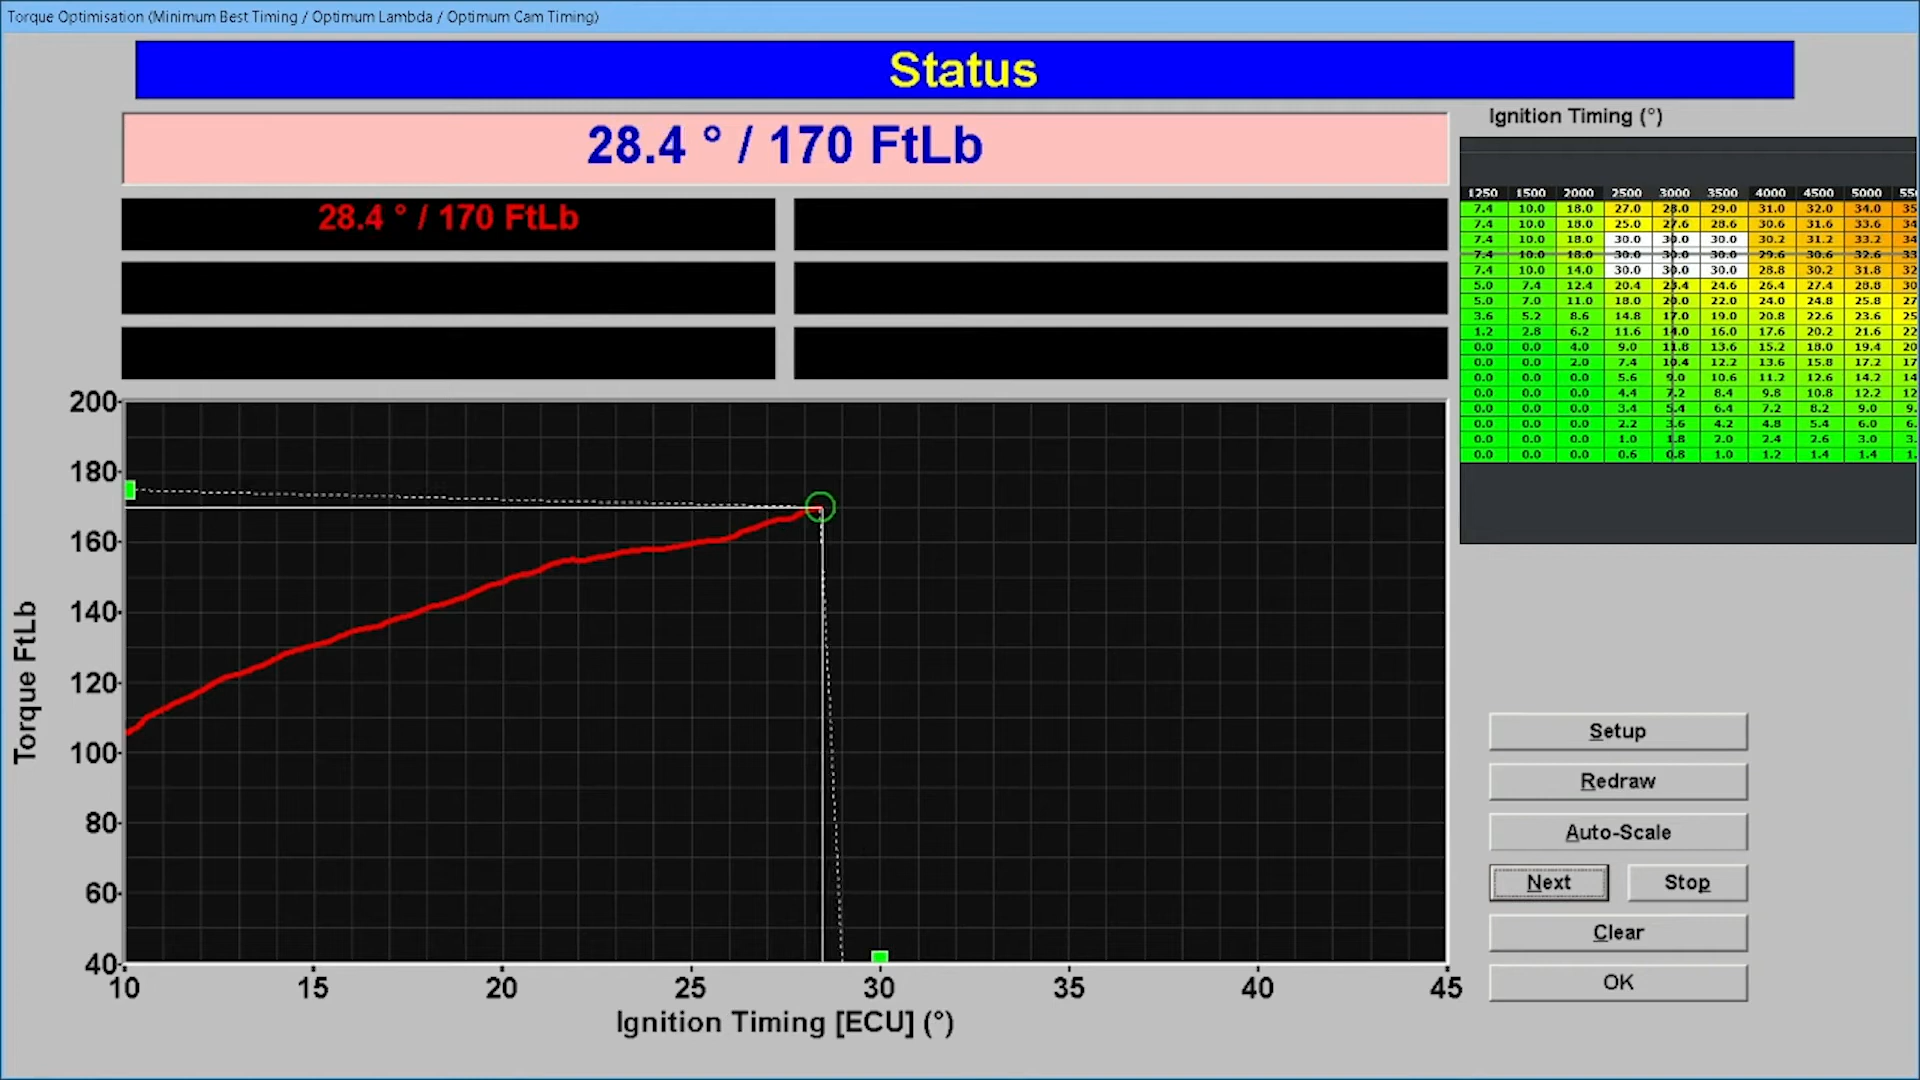 Torque Optimisation (Minimum Best Timing / Optimum Lambda / Optimum Cam Timing)
Status
28.4 ° / 170 FtLb
28.4 ° / 170 FtLb
Ignition Timing (°)
1250 1500 2000 2500 3000 3500 4000 4500 5000
7.4 10.0 18.0 27.0 28.0 29.0 31.0 32.0 34.0 35
7.4 10.0 18.0 25.0 27.6 28.6 30.6 31.6 33.6 34
7.4 10.0 18.0 30.0 30.0 30.0 30.2 31.2 33.2 34
7.4 10.0 18.0 30.0 30.0 30.0 29.6 30.6 32.6 33
7.4 10.0 14.0 30.0 30.0 30.0 28.8 30.2 31.8 32
5.0 7.4 12.4 20.4 23.4 24.6 26.4 27.4 28.8 30
5.0 7.0 11.0 18.0 20.0 22.0 24.0 24.8 25.8 27
3.6 5.2 8.6 14.8 17.0 19.0 20.8 22.6 23.6 25
1.2 2.8 6.2 11.6 14.0 16.0 17.6 20.2 21.6 22
0.0 0.0 4.0 9.0 11.8 13.6 15.2 18.0 19.4 20
0.0 0.0 2.0 7.4 10.4 12.2 13.6 15.8 17.2 17
0.0 0.0 0.0 5.6 9.0 10.6 11.2 12.6 14.2 14
0.0 0.0 0.0 4.4 7.2 8.4 9.8 10.8 12.2 12
0.0 0.0 0.0 3.4 5.4 6.4 7.2 8.2 9.0 9.
0.0 0.0 0.0 2.2 3.6 4.2 4.8 5.4 6.0 6.
0.0 0.0 0.0 1.0 1.8 2.0 2.4 2.6 3.0 3.
0.0 0.0 0.0 0.6 0.8 1.0 1.2 1.4 1.4 1.
200
180
160
140
120
100
80
60
40
Torque FtLb
10 15 20 25 30 35 40 45
Ignition Timing [ECU] (°)
Setup
Redraw
Auto-Scale
Next Stop
Clear
OK